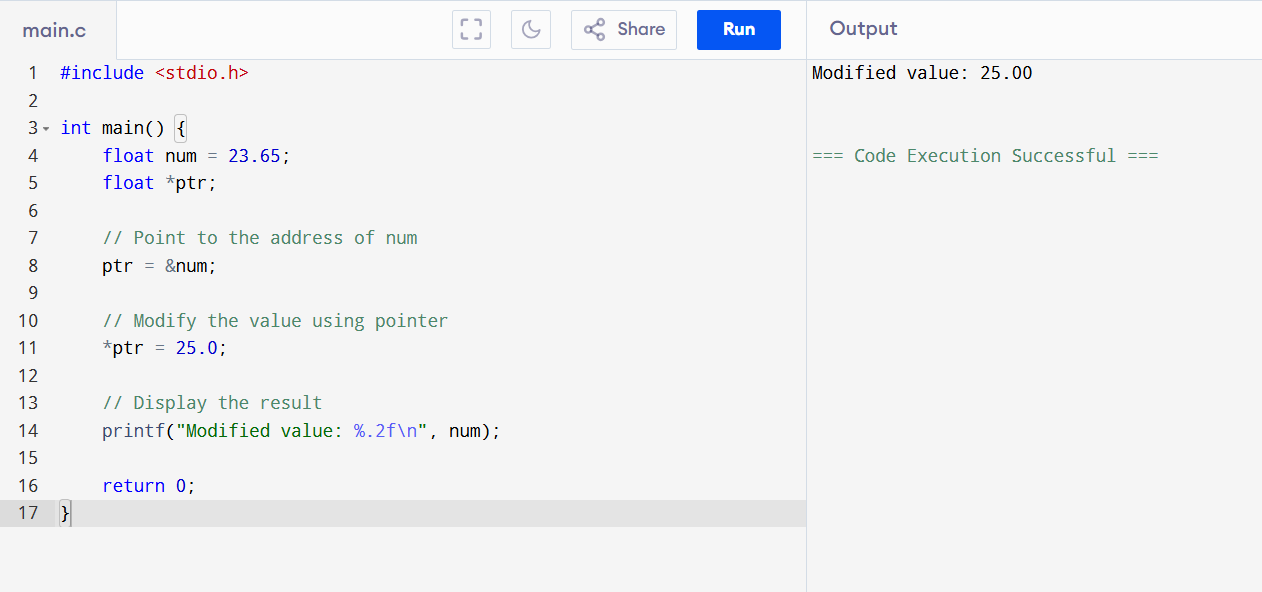 main.c
Share
Run
Output
1 #include <stdio.h>
2
3 int main() {
4     float num = 23.65;
5     float *ptr;
6
7     // Point to the address of num
8     ptr = &num;
9
10     // Modify the value using pointer
11     *ptr = 25.0;
12
13     // Display the result
14     printf("Modified value: %.2f\n", num);
15
16     return 0;
17 }
Modified value: 25.00
=== Code Execution Successful ===